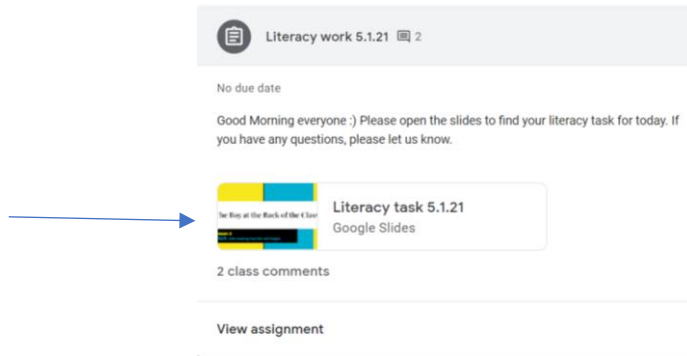 Literacy work 5.1.21 2
No due date
Good Morning everyone :) Please open the slides to find your literacy task for today. If
you have any questions, please let us know.
he Boy at the Back of the Clas
Literacy task 5.1.21
Google Slides
2 class comments
View assignment